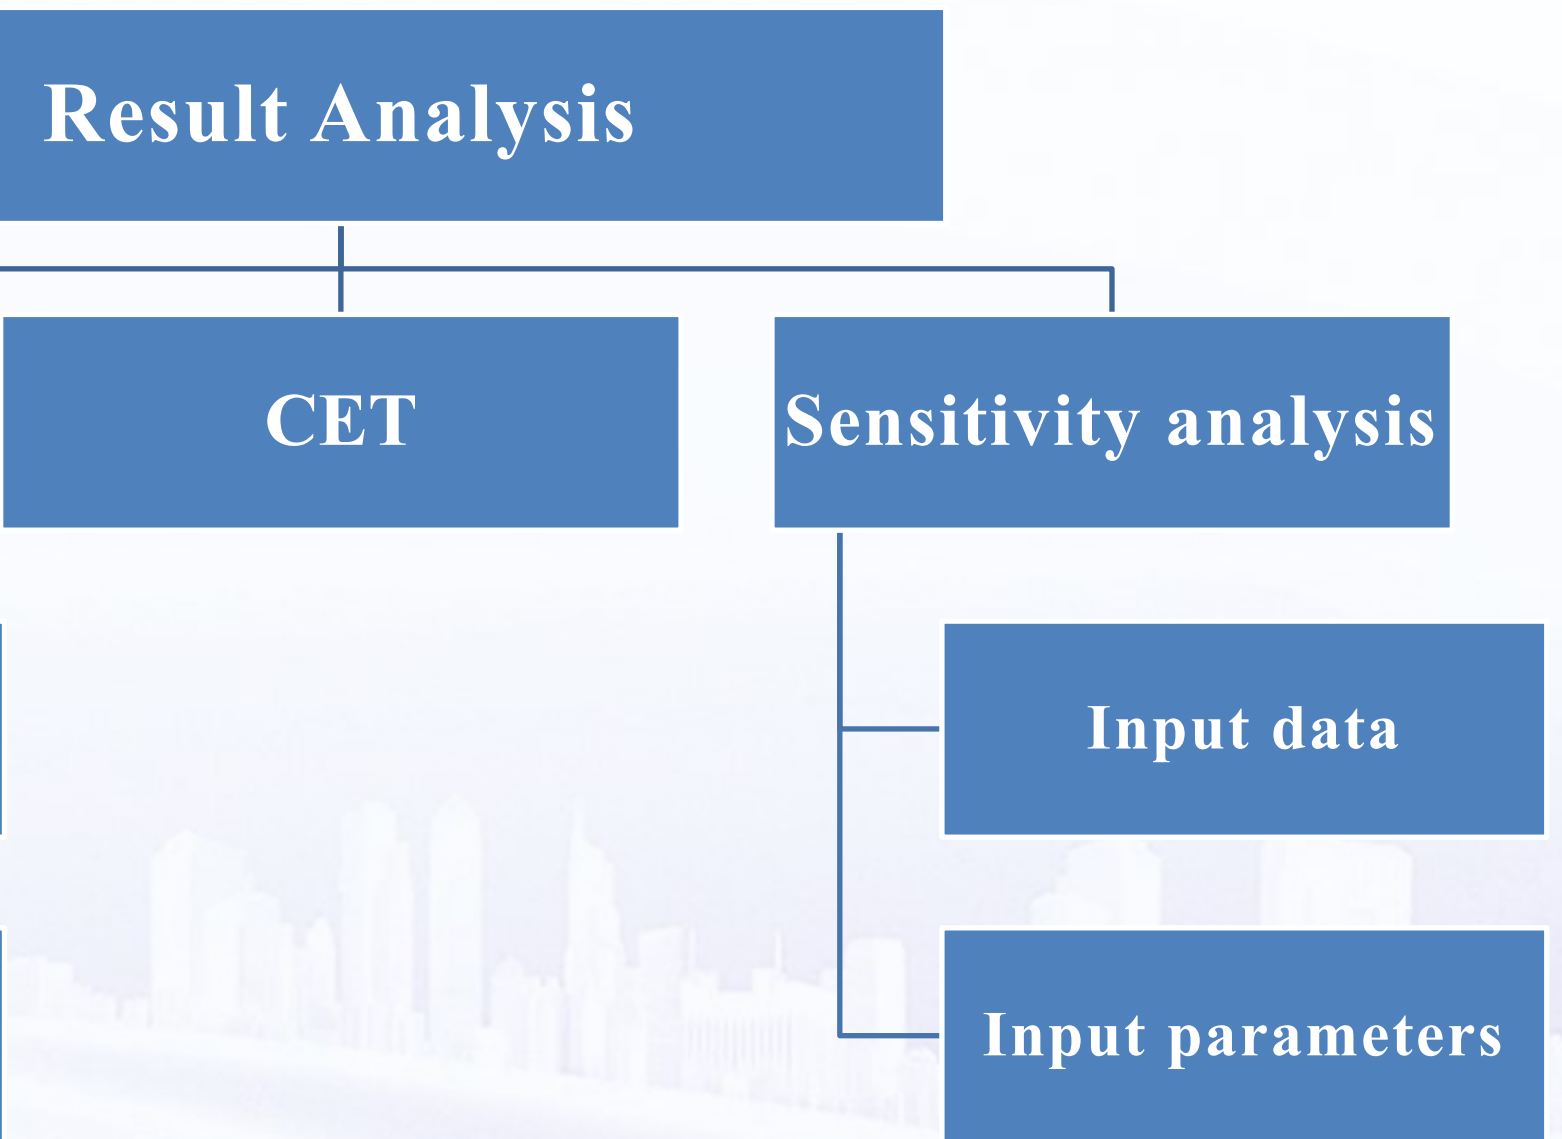 Result Analysis
CET
Sensitivity analysis
Input data
Input parameters